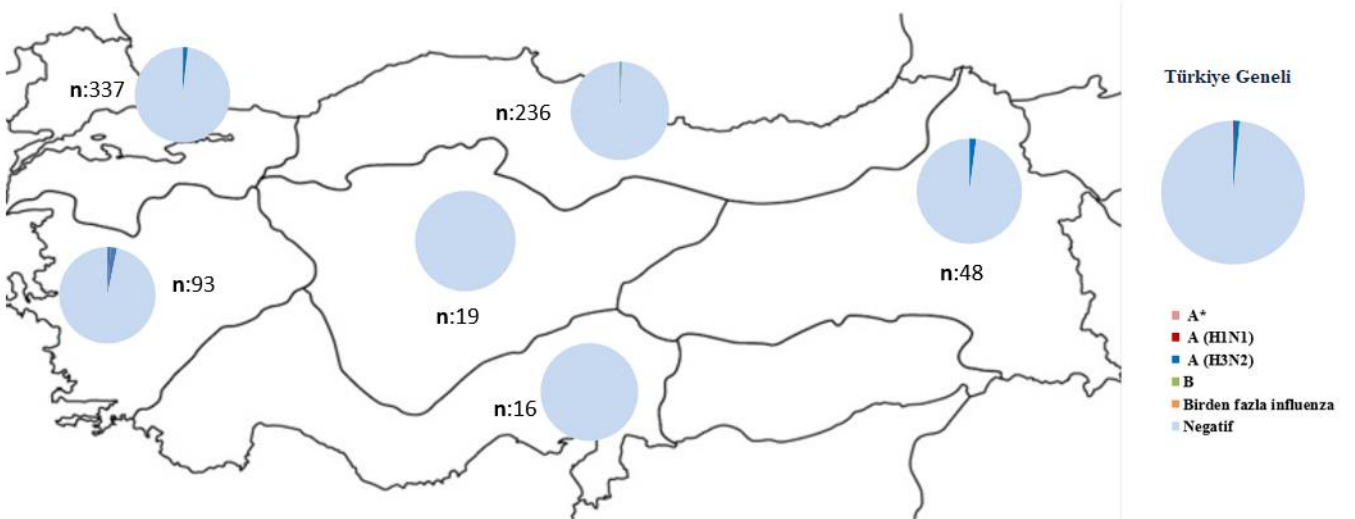 n:337
n:236
n:93
n:19
n:48
n:16
Türkiye Geneli
A*
A (H1N1)
A (H3N2)
B
Birden fazla influenza
Negatif